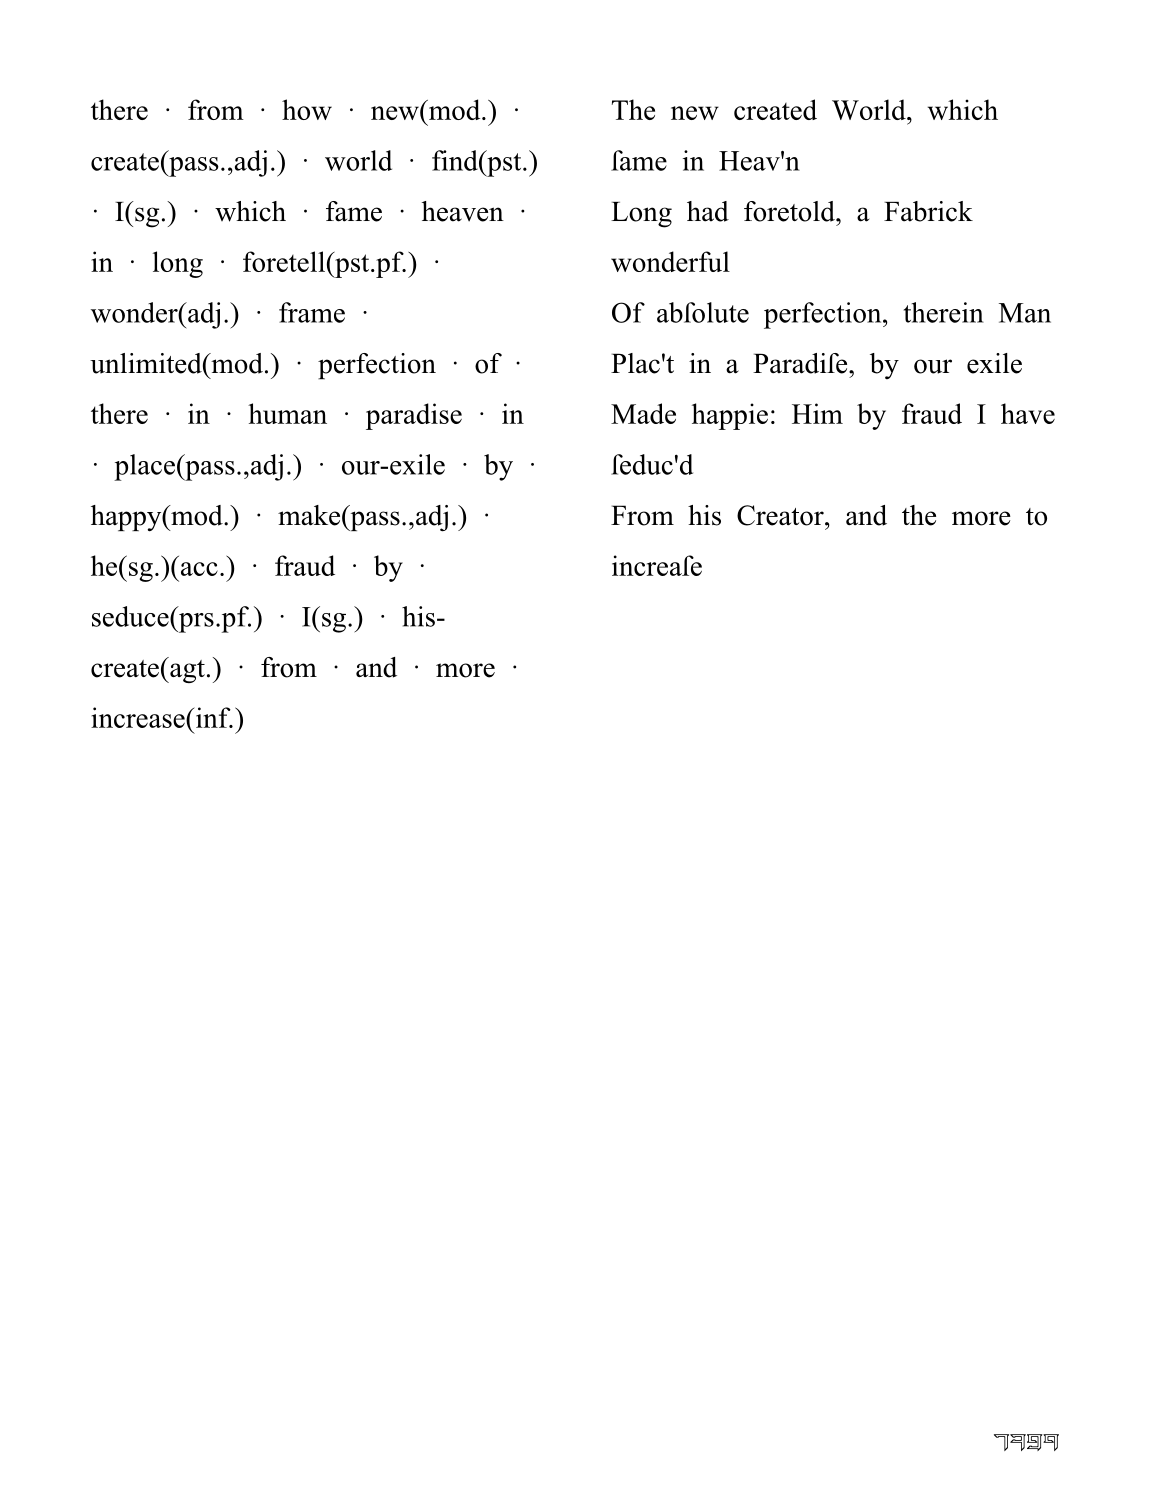 there · from · how · new(mod.) ·
create(pass.,adj.) · world · find(pst.)
· I(sg.) · which · fame · heaven ·
in · long · foretell(pst.pf.) ·
wonder(adj.) · frame ·
unlimited(mod.) · perfection · of ·
there · in · human · paradise · in
· place(pass.,adj.) · our-exile · by ·
happy(mod.) · make(pass.,adj.) ·
he(sg.)(acc.) · fraud · by ·
seduce(prs.pf.) · I(sg.) · his-
create(agt.) · from · and · more ·
increase(inf.)
The new created World, which
ſame in Heav'n
Long had foretold, a Fabrick
wonderful
Of abſolute perfection, therein Man
Plac't in a Paradiſe, by our exile
Made happie: Him by fraud I have
ſeduc'd
From his Creator, and the more to
increaſe